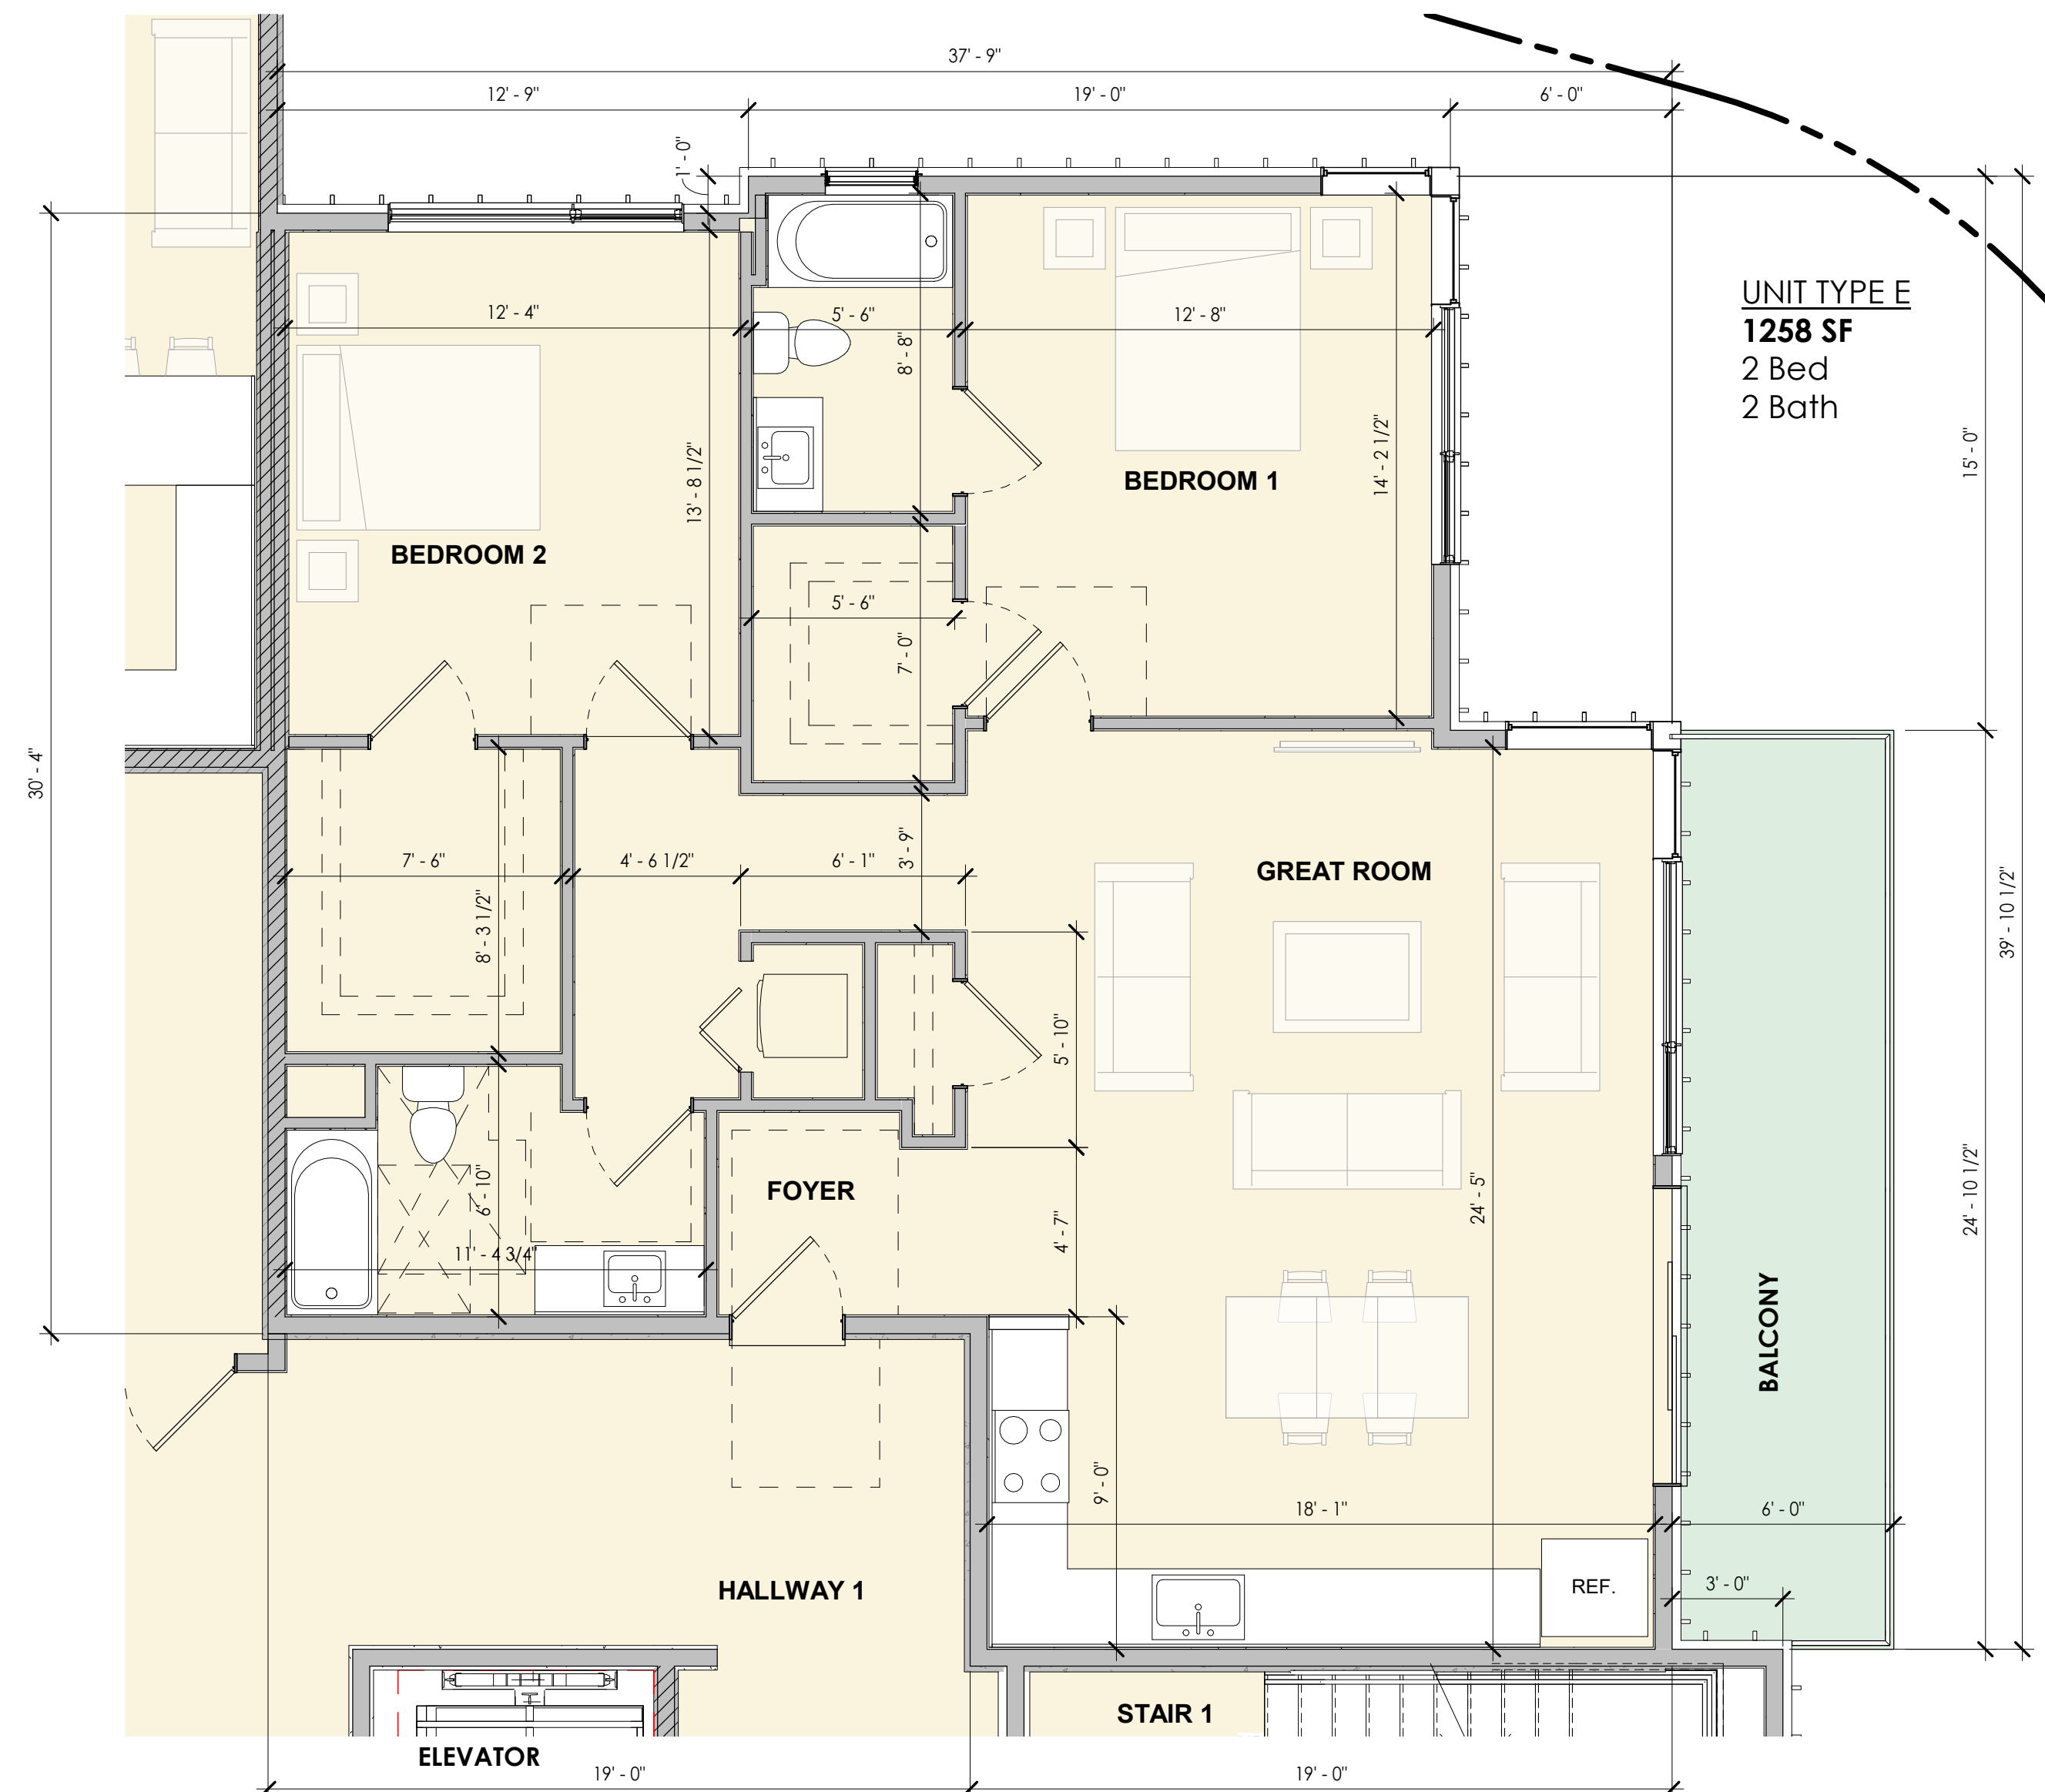 37' - 9"
12' - 9"
19' - 0"
6' - 0"
1' - 0"
UNIT TYPE E
1258 SF
2 Bed
2 Bath
12' - 4"
5' - 6"
12' - 8"
8' - 8"
13' - 8 1/2"
14' - 2 1/2"
15' - 0"
BEDROOM 1
BEDROOM 2
5' - 6"
7' - 0"
30' - 4"
7' - 6"
4' - 6 1/2"
6' - 1"
3' - 9"
GREAT ROOM
8' - 3 1/2"
39' - 10 1/2"
5' - 10"
FOYER
6' - 10"
24' - 5"
24' - 10 1/2"
4' - 7"
11' - 4 3/4"
BALCONY
9' - 0"
18' - 1"
6' - 0"
HALLWAY 1
REF.
3' - 0"
STAIR 1
ELEVATOR
19' - 0"
19' - 0"